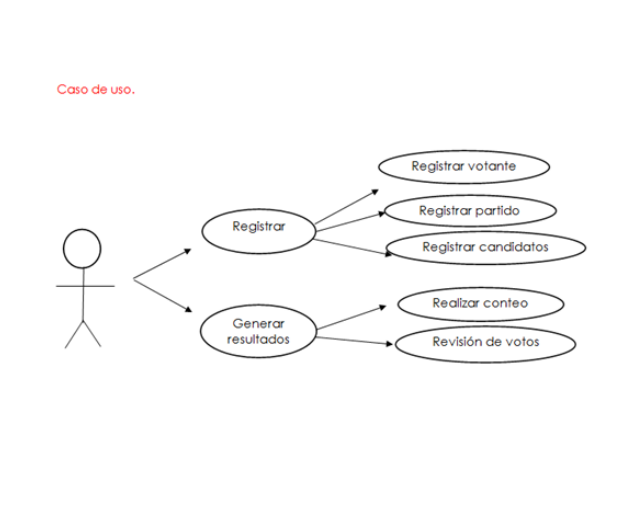 Caso de uso.
Registrar votante
Registrar partido
Registrar
Registrar candidatos
Realizar conteo
Generar
resultados
Revisión de votos